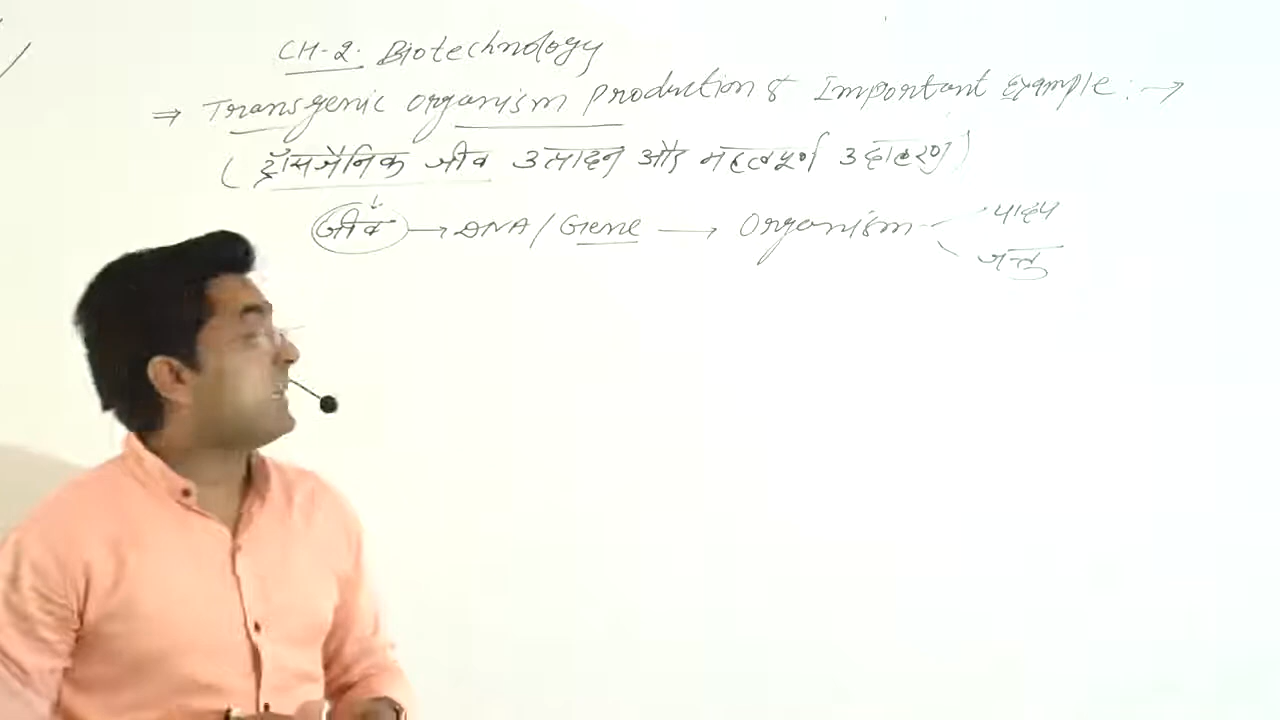 CH-2. Biotechnology
⇒ Transgenic organism production & Important Example :→
(ट्रॉंसजैनिक जीव उत्पादन और महत्वपूर्ण उद्दाहरण)
जीव → DNA / Gene → Organism
पादप
जन्तु